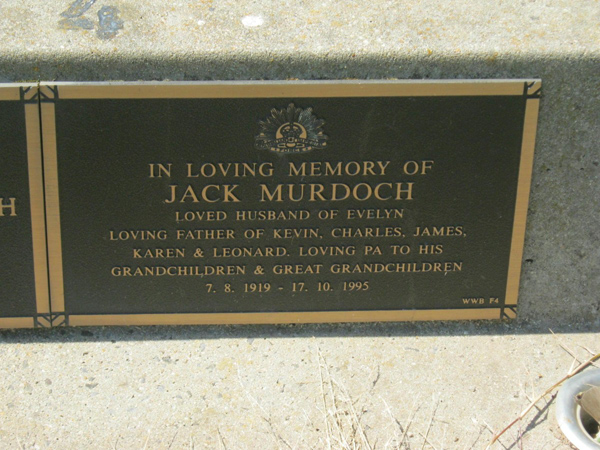 IN LOVING MEMORY OF
JACK MURDOCH
LOVED HUSBAND OF EVELYN
LOVING FATHER OF KEVIN, CHARLES, JAMES,
KAREN & LEONARD. LOVING PA TO HIS
GRANDCHILDREN & GREAT GRANDCHILDREN
7. 8. 1919 - 17. 10. 1995
WWB F4
H